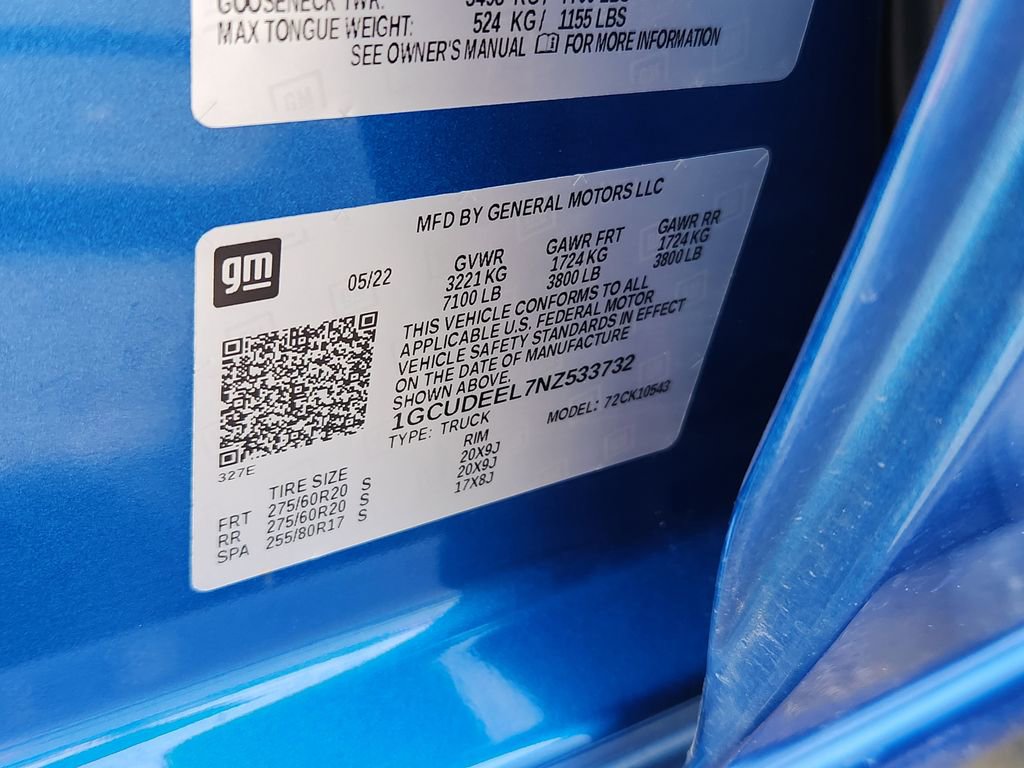 GOOSENECK TWR:
MAX TONGUE WEIGHT: 524 KG/ 1155 LBS
SEE OWNER'S MANUAL FOR MORE INFORMATION
MFD BY GENERAL MOTORS LLC
gm
05/22
GVWR GAWR FRT GAWR RR
3221 KG 1724 KG 1724 KG
7100 LB 3800 LB 3800 LB
THIS VEHICLE CONFORMS TO ALL
APPLICABLE U.S. FEDERAL MOTOR
VEHICLE SAFETY STANDARDS IN EFFECT
ON THE DATE OF MANUFACTURE
SHOWN ABOVE.
1GCUDEEL7NZ533732
TYPE: TRUCK MODEL: 72CK10543
327E
TIRE SIZE RIM
FRT 275/60R20 S 20X9J
RR 275/60R20 S 20X9J
SPA 255/80R17 S 17X8J